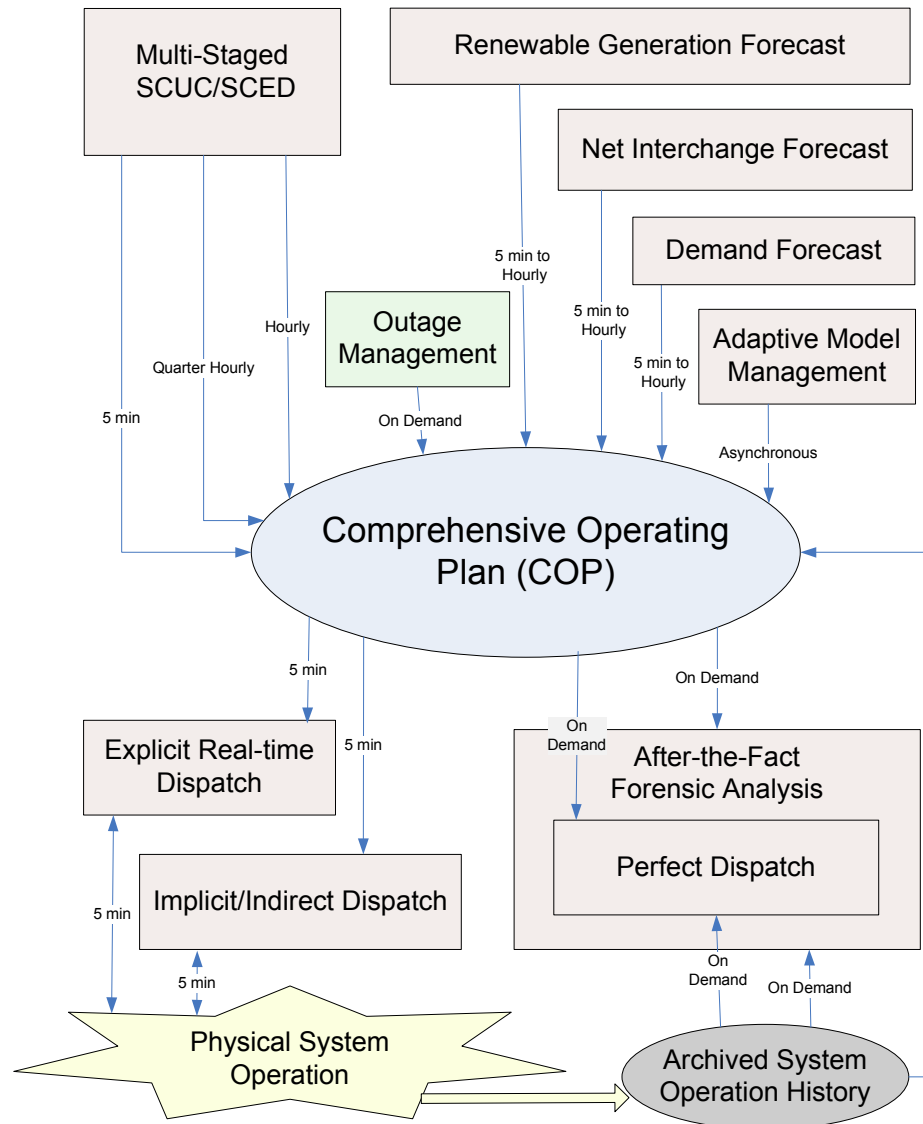 Multi-Staged
SCUC/SCED
Renewable Generation Forecast
Net Interchange Forecast
Demand Forecast
Adaptive Model
Management
Outage
Management
5 min
Quarter Hourly
Hourly
On Demand
5 min to
Hourly
5 min to
Hourly
5 min to
Hourly
Asynchronous
Comprehensive Operating
Plan (COP)
5 min
5 min
On
Demand
On Demand
Explicit Real-time
Dispatch
Implicit/Indirect Dispatch
After-the-Fact
Forensic Analysis
Perfect Dispatch
5 min
5 min
On
Demand
On Demand
Physical System
Operation
Archived System
Operation History